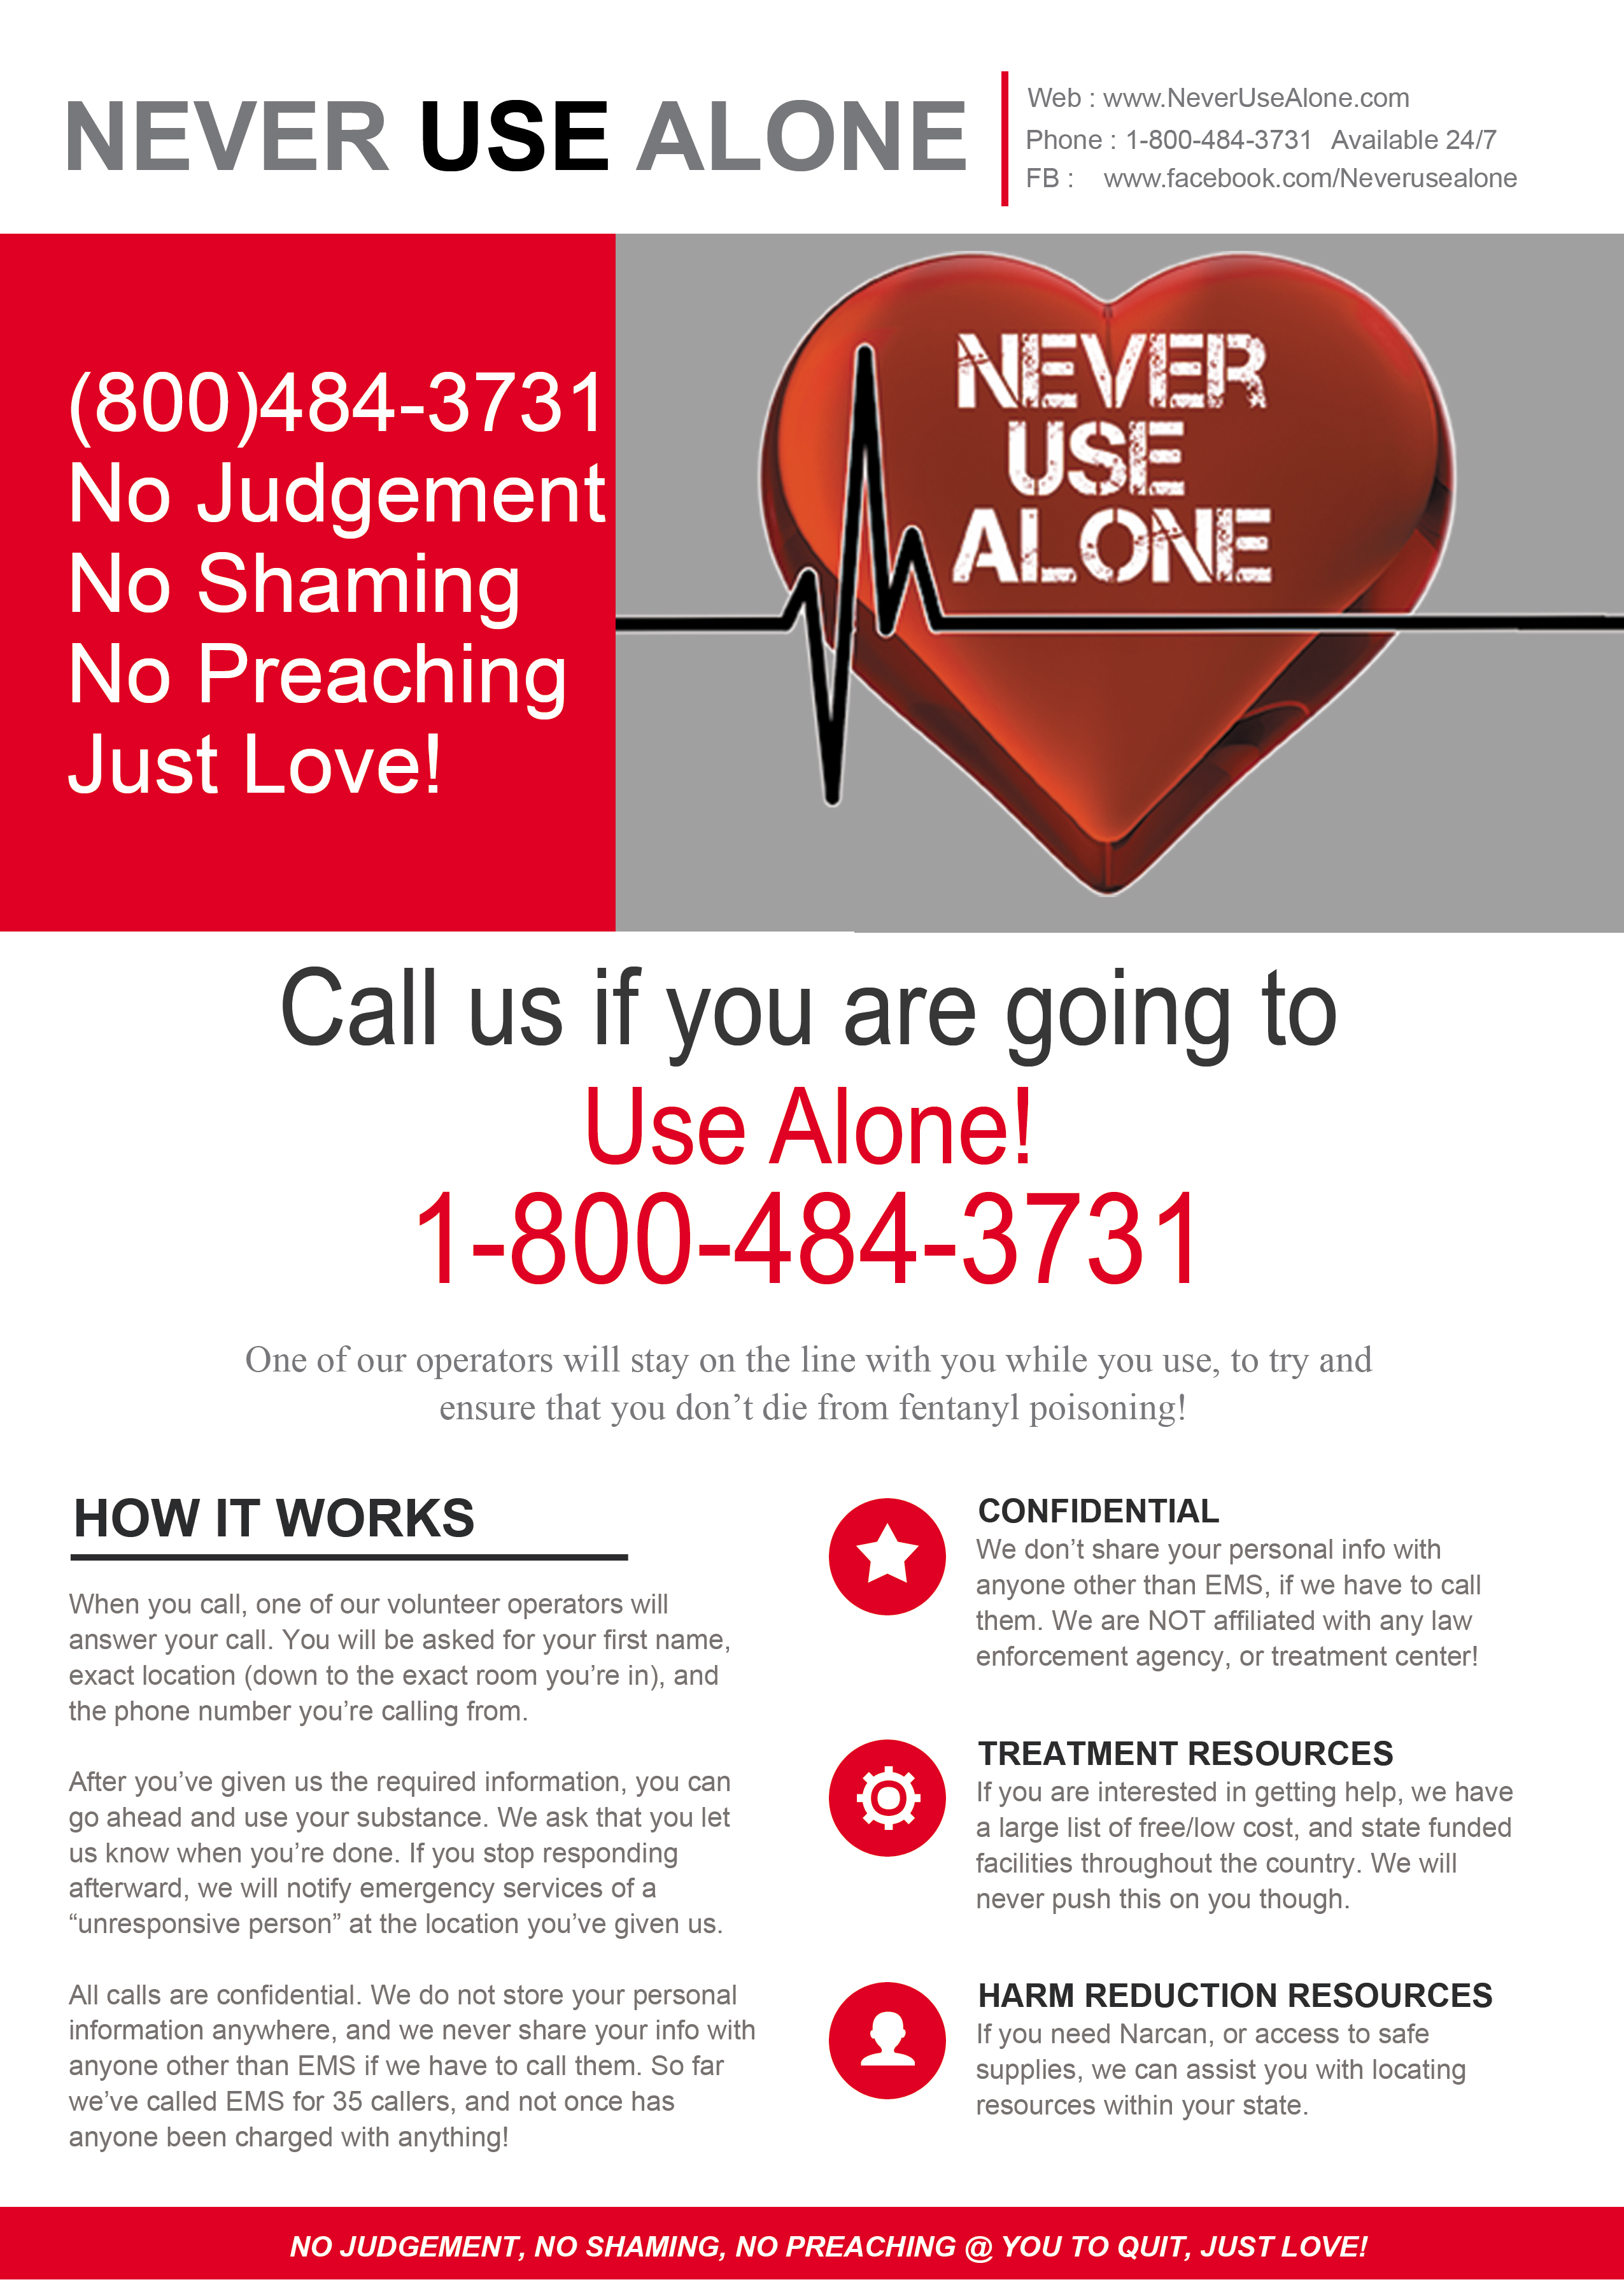 NEVER USE ALONE
Web : www.NeverUseAlone.com
Phone : 1-800-484-3731 Available 24/7
FB : www.facebook.com/Neverusealone
(800)484-3731
No Judgement
No Shaming
No Preaching
Just Love!
NEVER
USE
ALONE
Call us if you are going to
Use Alone!
1-800-484-3731
One of our operators will stay on the line with you while you use, to try and
ensure that you don’t die from fentanyl poisoning!
HOW IT WORKS
When you call, one of our volunteer operators will
answer your call. You will be asked for your first name,
exact location (down to the exact room you’re in), and
the phone number you’re calling from.
After you’ve given us the required information, you can
go ahead and use your substance. We ask that you let
us know when you’re done. If you stop responding
afterward, we will notify emergency services of a
“unresponsive person” at the location you’ve given us.
All calls are confidential. We do not store your personal
information anywhere, and we never share your info with
anyone other than EMS if we have to call them. So far
we’ve called EMS for 35 callers, and not once has
anyone been charged with anything!
CONFIDENTIAL
We don’t share your personal info with
anyone other than EMS, if we have to call
them. We are NOT affiliated with any law
enforcement agency, or treatment center!
TREATMENT RESOURCES
If you are interested in getting help, we have
a large list of free/low cost, and state funded
facilities throughout the country. We will
never push this on you though.
HARM REDUCTION RESOURCES
If you need Narcan, or access to safe
supplies, we can assist you with locating
resources within your state.
NO JUDGEMENT, NO SHAMING, NO PREACHING @ YOU TO QUIT, JUST LOVE!